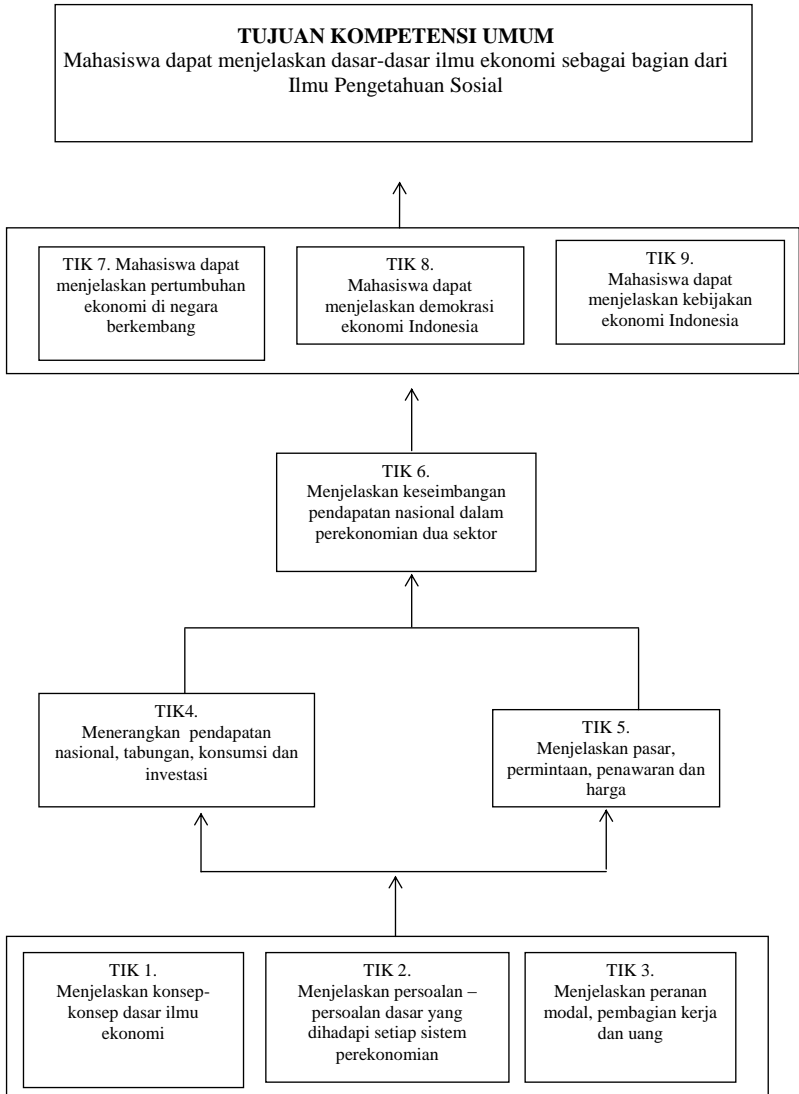 TUJUAN KOMPETENSI UMUM
Mahasiswa dapat menjelaskan dasar-dasar ilmu ekonomi sebagai bagian dari
Ilmu Pengetahuan Sosial
TIK 7. Mahasiswa dapat
menjelaskan pertumbuhan
ekonomi di negara
berkembang
TIK 8.
Mahasiswa dapat
menjelaskan demokrasi
ekonomi Indonesia
TIK 9.
Mahasiswa dapat
menjelaskan kebijakan
ekonomi Indonesia
TIK 6.
Menjelaskan keseimbangan
pendapatan nasional dalam
perekonomian dua sektor
TIK4.
Menerangkan pendapatan
nasional, tabungan, konsumsi dan
investasi
TIK 5.
Menjelaskan pasar,
permintaan, penawaran dan
harga
TIK 1.
Menjelaskan konsep-
konsep dasar ilmu
ekonomi
TIK 2.
Menjelaskan persoalan –
persoalan dasar yang
dihadapi setiap sistem
perekonomian
TIK 3.
Menjelaskan peranan
modal, pembagian kerja
dan uang